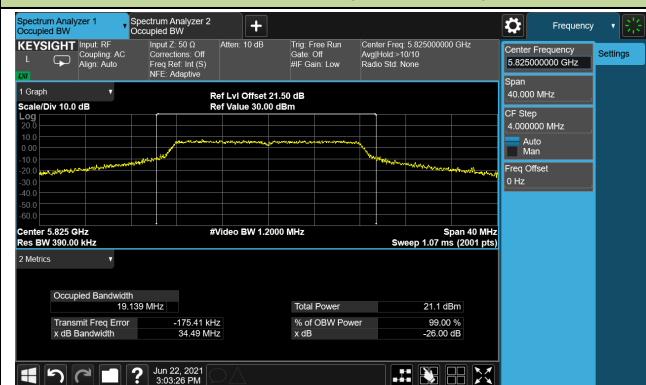 Spectrum Analyzer 1
Occupied BW
Spectrum Analyzer 2
Occupied BW
+
Frequency
KEYSIGHT
L
Input: RF
Coupling: AC
Align: Auto
Input Z: 50 Ω
Corrections: Off
Freq Ref: Int (S)
NFE: Adaptive
Atten: 10 dB
Trig: Free Run
Gate: Off
#IF Gain: Low
Center Freq: 5.825000000 GHz
Avg|Hold:>10/10
Radio Std: None
1 Graph
Scale/Div 10.0 dB
Ref Lvl Offset 21.50 dB
Ref Value 30.00 dBm
Log
20.0
10.0
0.00
-10.0
-20.0
-30.0
-40.0
-50.0
-60.0
Center 5.825 GHz
Res BW 390.00 kHz
#Video BW 1.2000 MHz
Span 40 MHz
Sweep 1.07 ms (2001 pts)
2 Metrics
Occupied Bandwidth
19.139 MHz
Transmit Freq Error -175.41 kHz
x dB Bandwidth 34.49 MHz
Total Power 21.1 dBm
% of OBW Power 99.00 %
x dB -26.00 dB
Jun 22, 2021
3:03:26 PM
Center Frequency
5.825000000 GHz
Span
40.000 MHz
CF Step
4.000000 MHz
Auto
Man
Freq Offset
0 Hz
Settings